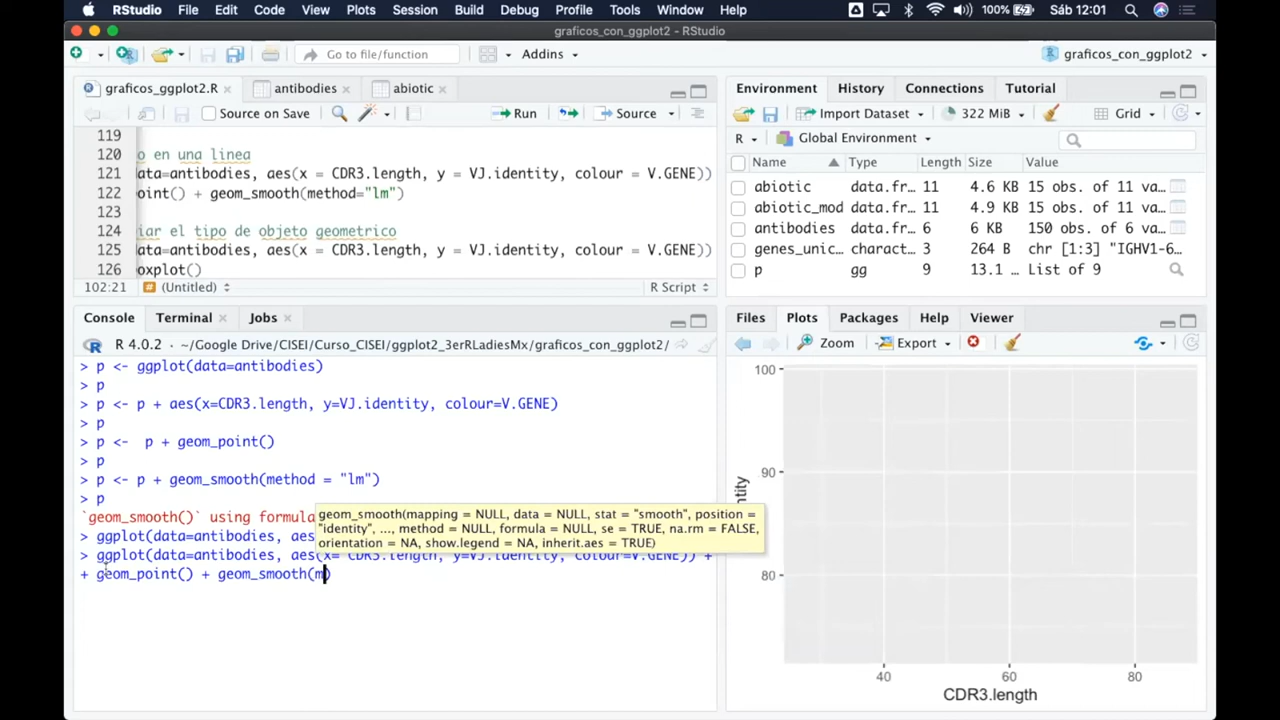 RStudio File Edit Code View Plots Session Build Debug Profile Tools Window Help 100% Sáb 12:01
graficos_con_ggplot2 - RStudio
Go to file/function Addins graficos_con_ggplot2
graficos_ggplot2.R antibodies abiotic
Source on Save Run Source
119
120 o en una linea
121 ata=antibodies, aes(x = CDR3.length, y = VJ.identity, colour = V.GENE))
122 oint() + geom_smooth(method="lm")
123
124 iar el tipo de objeto geometrico
125 ata=antibodies, aes(x = CDR3.length, y = VJ.identity, colour = V.GENE))
126 oxplot()
102:21 # (Untitled) R Script
Environment History Connections Tutorial
Import Dataset 322 MiB Grid
R Global Environment
Name Type Length Size Value
abiotic data.fr… 11 4.6 KB 15 obs. of 11 va…
abiotic_mod data.fr… 11 4.9 KB 15 obs. of 11 va…
antibodies data.fr… 6 6 KB 150 obs. of 6 va…
genes_unic… charact… 3 264 B chr [1:3] "IGHV1-6…
p gg 9 13.1 … List of 9
Console Terminal Jobs
R 4.0.2 · ~/Google Drive/CISEI/Curso_CISEI/ggplot2_3erRLadiesMx/graficos_con_ggplot2/
> p <- ggplot(data=antibodies)
> p
> p <- p + aes(x=CDR3.length, y=VJ.identity, colour=V.GENE)
> p
> p <-  p + geom_point()
> p
> p <- p + geom_smooth(method = "lm")
> p
`geom_smooth()` using formula
geom_smooth(mapping = NULL, data = NULL, stat = "smooth", position =
"identity", ..., method = NULL, formula = NULL, se = TRUE, na.rm = FALSE,
orientation = NA, show.legend = NA, inherit.aes = TRUE)
> ggplot(data=antibodies, aes
> ggplot(data=antibodies, aes(x= CDR3.length, y=VJ.identity, colour=V.GENE)) +
+ geom_point() + geom_smooth(m)
Files Plots Packages Help Viewer
Zoom Export
100
90
80
ntity
40 60 80
CDR3.length